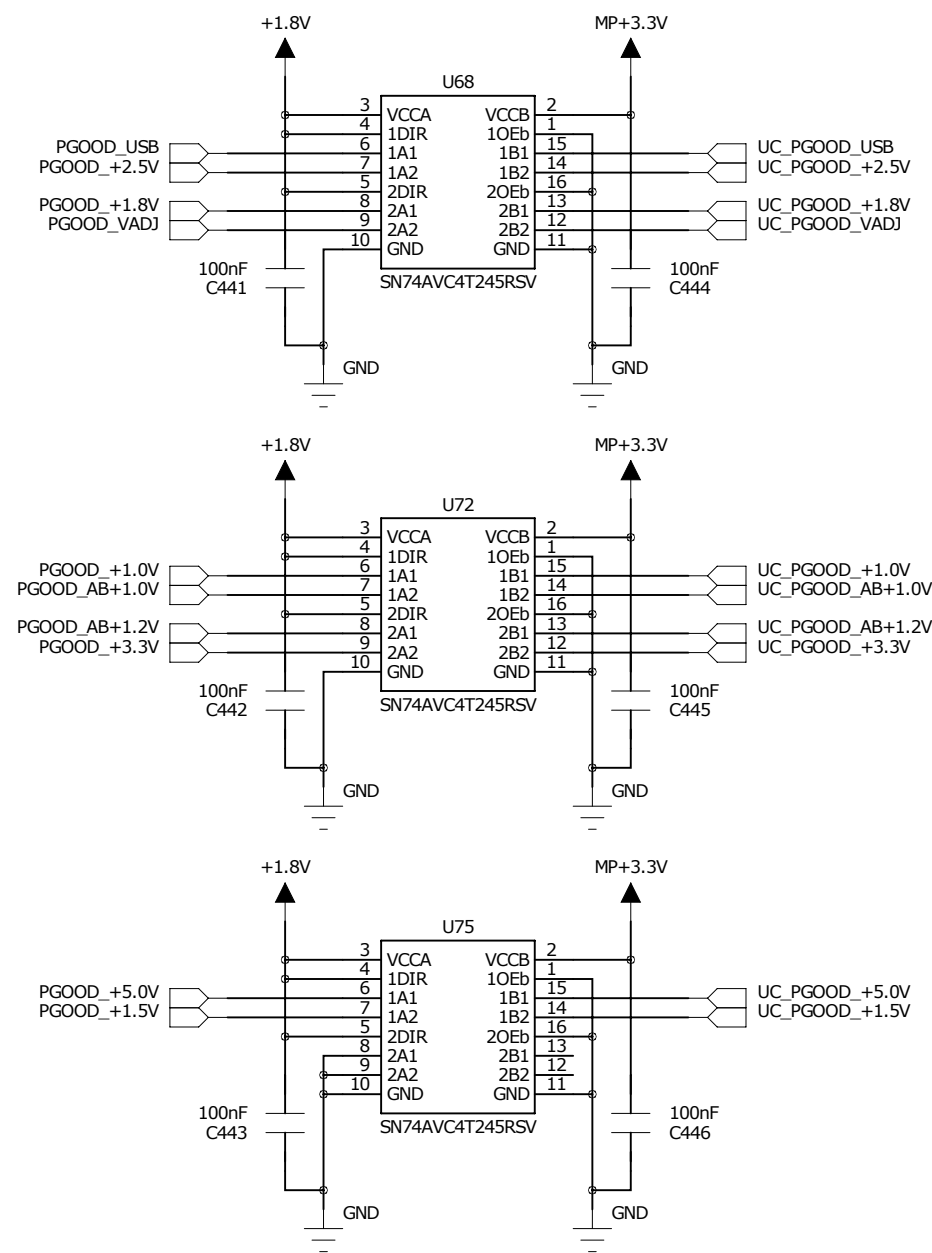 +1.8V MP+3.3V
U68
3 VCCA VCCB 2
4 1DIR 1OEb 1
PGOOD_USB 6 1A1 1B1 15 UC_PGOOD_USB
PGOOD_+2.5V 7 1A2 1B2 14 UC_PGOOD_+2.5V
5 2DIR 2OEb 16
PGOOD_+1.8V 8 2A1 2B1 13 UC_PGOOD_+1.8V
PGOOD_VADJ 9 2A2 2B2 12 UC_PGOOD_VADJ
10 GND GND 11
100nF SN74AVC4T245RSV 100nF
C441 C444
GND GND
+1.8V MP+3.3V
U72
3 VCCA VCCB 2
4 1DIR 1OEb 1
PGOOD_+1.0V 6 1A1 1B1 15 UC_PGOOD_+1.0V
PGOOD_AB+1.0V 7 1A2 1B2 14 UC_PGOOD_AB+1.0V
5 2DIR 2OEb 16
PGOOD_AB+1.2V 8 2A1 2B1 13 UC_PGOOD_AB+1.2V
PGOOD_+3.3V 9 2A2 2B2 12 UC_PGOOD_+3.3V
10 GND GND 11
100nF SN74AVC4T245RSV 100nF
C442 C445
GND GND
+1.8V MP+3.3V
U75
3 VCCA VCCB 2
4 1DIR 1OEb 1
PGOOD_+5.0V 6 1A1 1B1 15 UC_PGOOD_+5.0V
PGOOD_+1.5V 7 1A2 1B2 14 UC_PGOOD_+1.5V
5 2DIR 2OEb 16
8 2A1 2B1 13
9 2A2 2B2 12
10 GND GND 11
100nF SN74AVC4T245RSV 100nF
C443 C446
GND GND